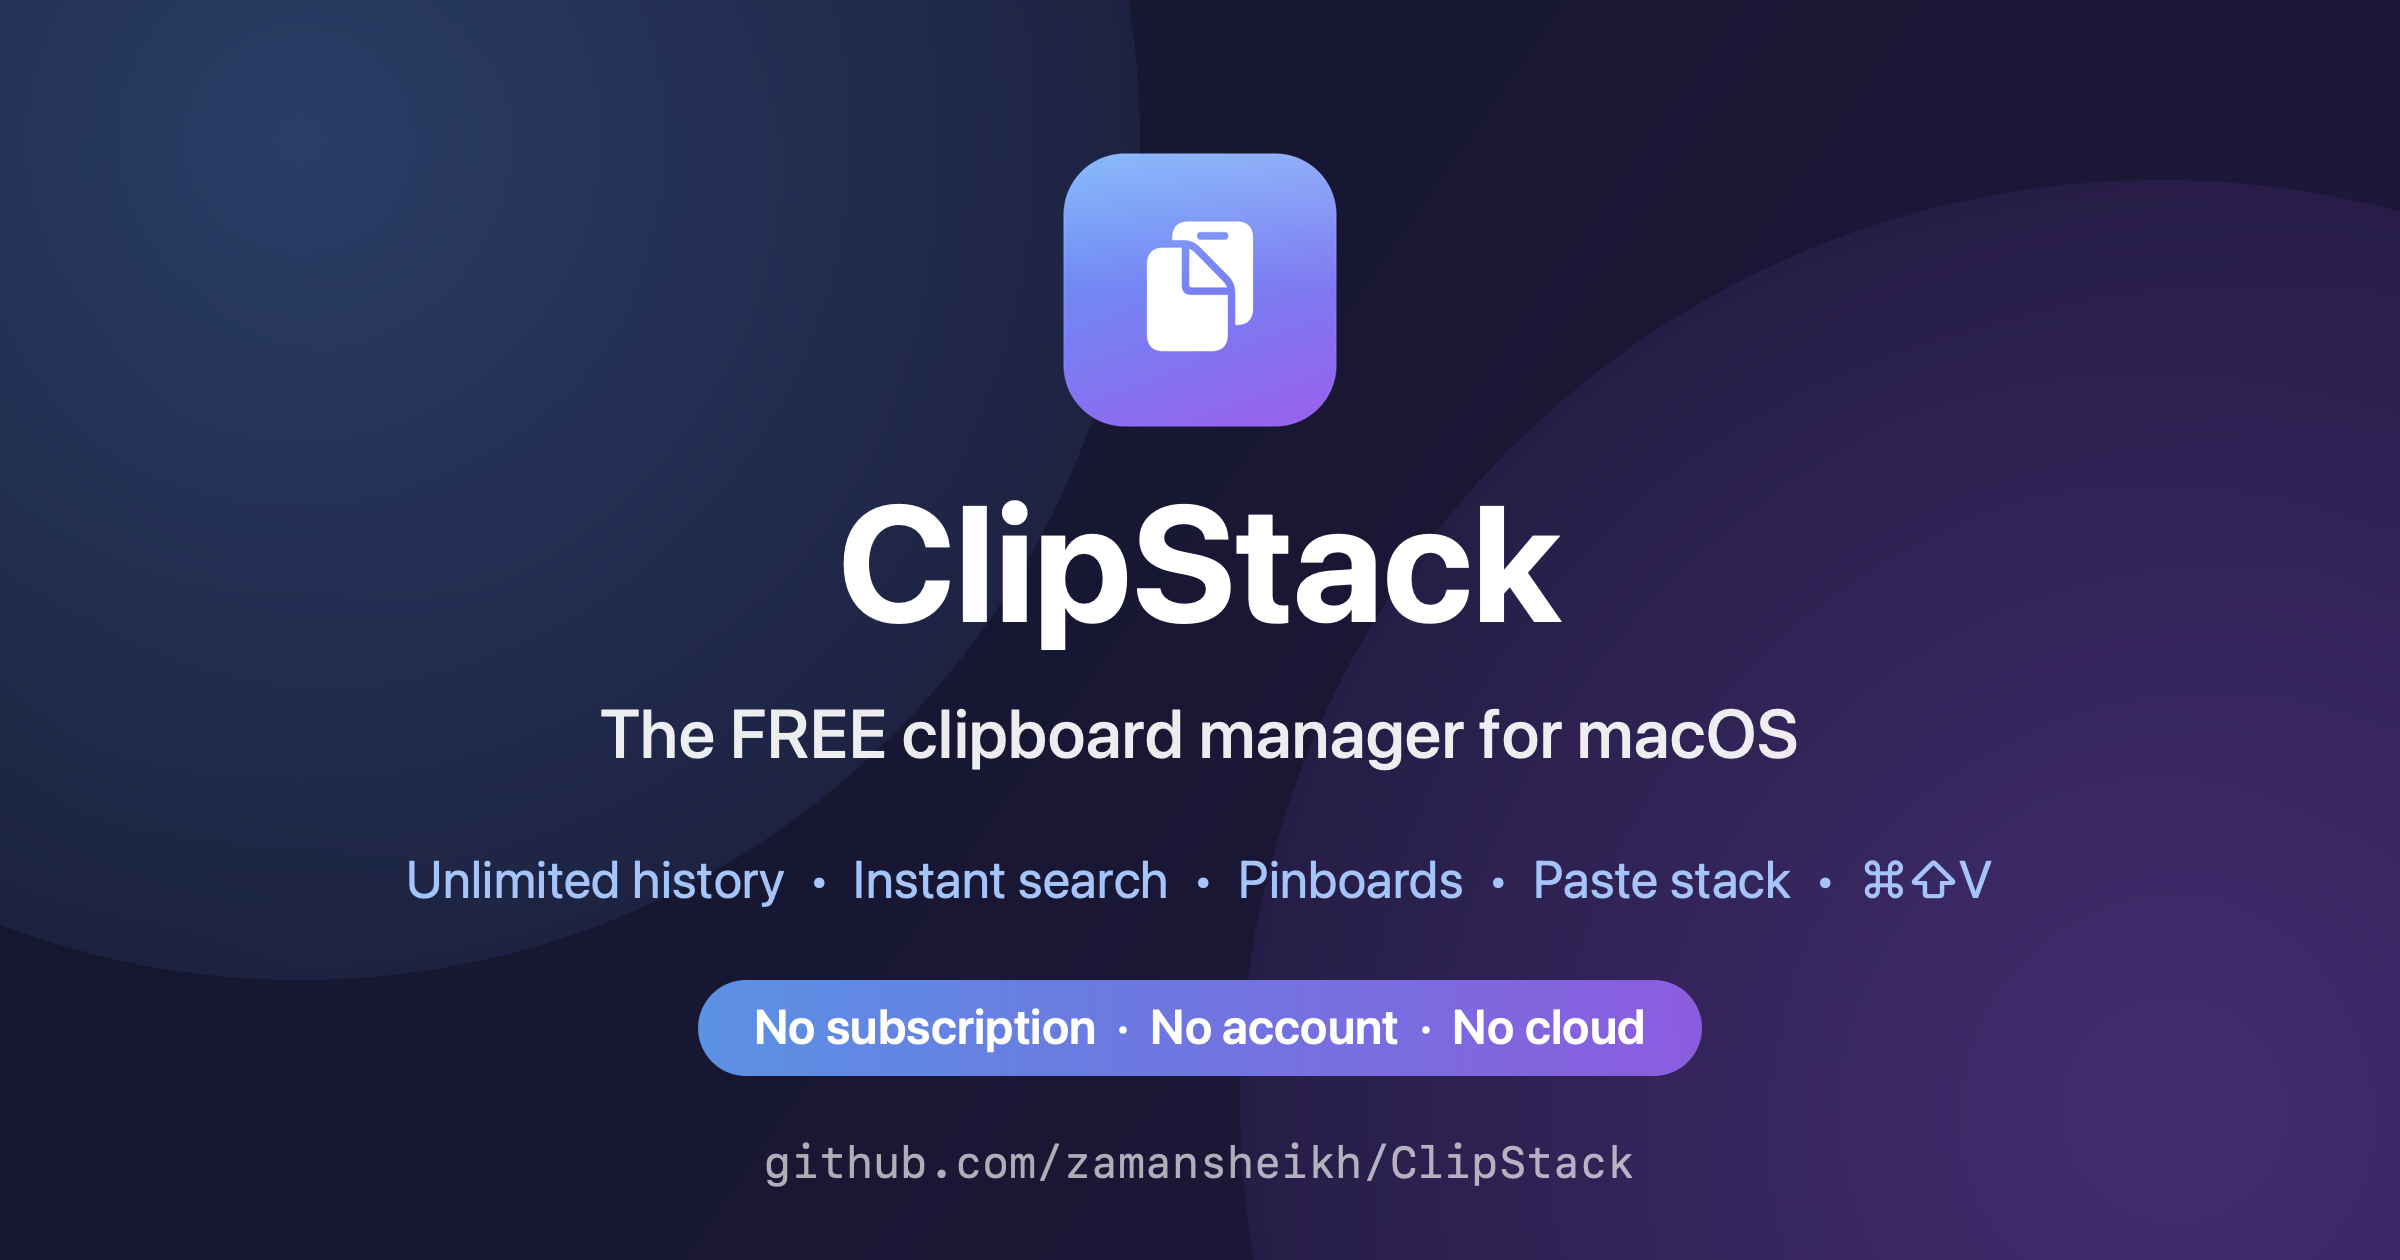 ClipStack
The FREE clipboard manager for macOS
Unlimited history · Instant search · Pinboards · Paste stack · ⌘⇧V
No subscription · No account · No cloud
github.com/zamansheikh/ClipStack